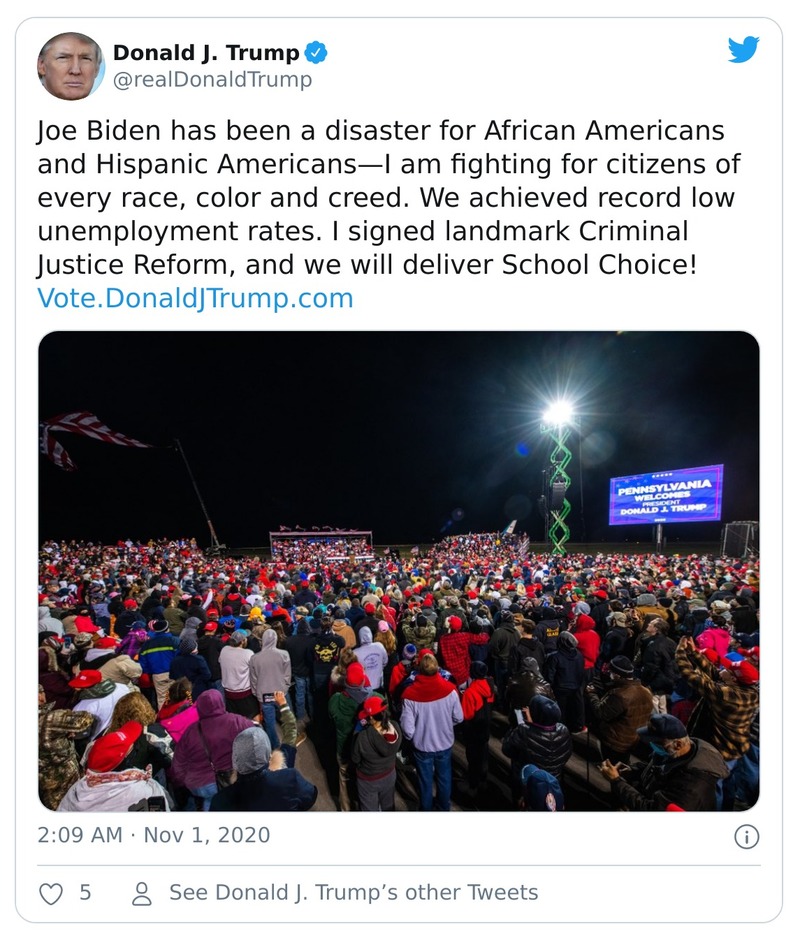 Donald J. Trump
@realDonaldTrump
Joe Biden has been a disaster for African Americans
and Hispanic Americans—I am fighting for citizens of
every race, color and creed. We achieved record low
unemployment rates. I signed landmark Criminal
Justice Reform, and we will deliver School Choice!
Vote.DonaldJTrump.com
PENNSYLVANIA
WELCOMES
PRESIDENT
DONALD J. TRUMP
2:09 AM · Nov 1, 2020
5
See Donald J. Trump’s other Tweets